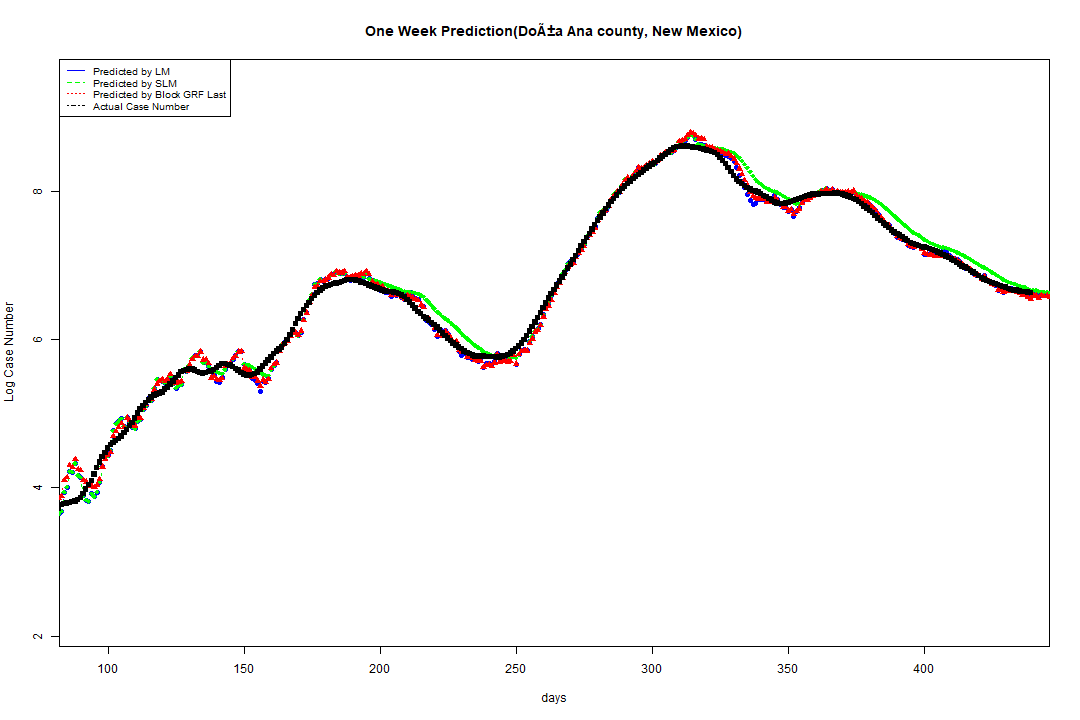 One Week Prediction(DoÃ±a Ana county, New Mexico)
Predicted by LM
Predicted by SLM
Predicted by Block GRF Last
Actual Case Number
Log Case Number
8
6
4
2
100 150 200 250 300 350 400
days